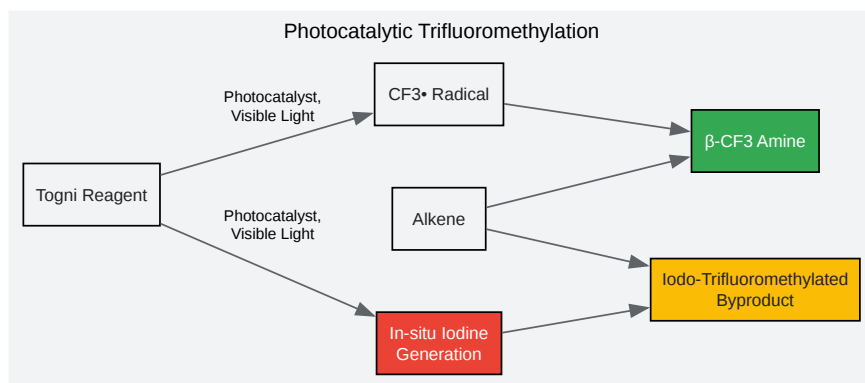 Photocatalytic Trifluoromethylation
Photocatalyst,
Visible Light
CF3• Radical
β-CF3 Amine
Togni Reagent
Alkene
Photocatalyst,
Visible Light
Iodo-Trifluoromethylated
Byproduct
In-situ Iodine
Generation